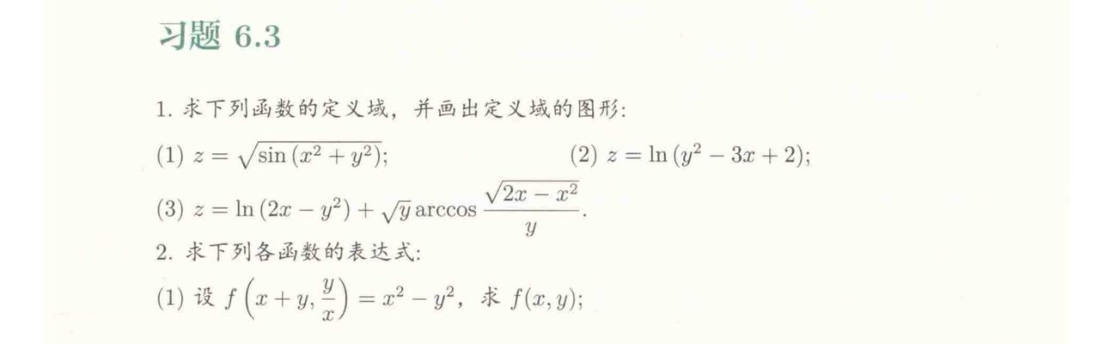 习题 6.3
1. 求下列函数的定义域，并画出定义域的图形:
(1) z = √(sin (x² + y²)); (2) z = ln (y² − 3x + 2);
(3) z = ln (2x − y²) + √y arccos √(2x − x²)/y.
2. 求下列各函数的表达式:
(1) 设 f(x + y, y/x) = x² − y²，求 f(x, y);